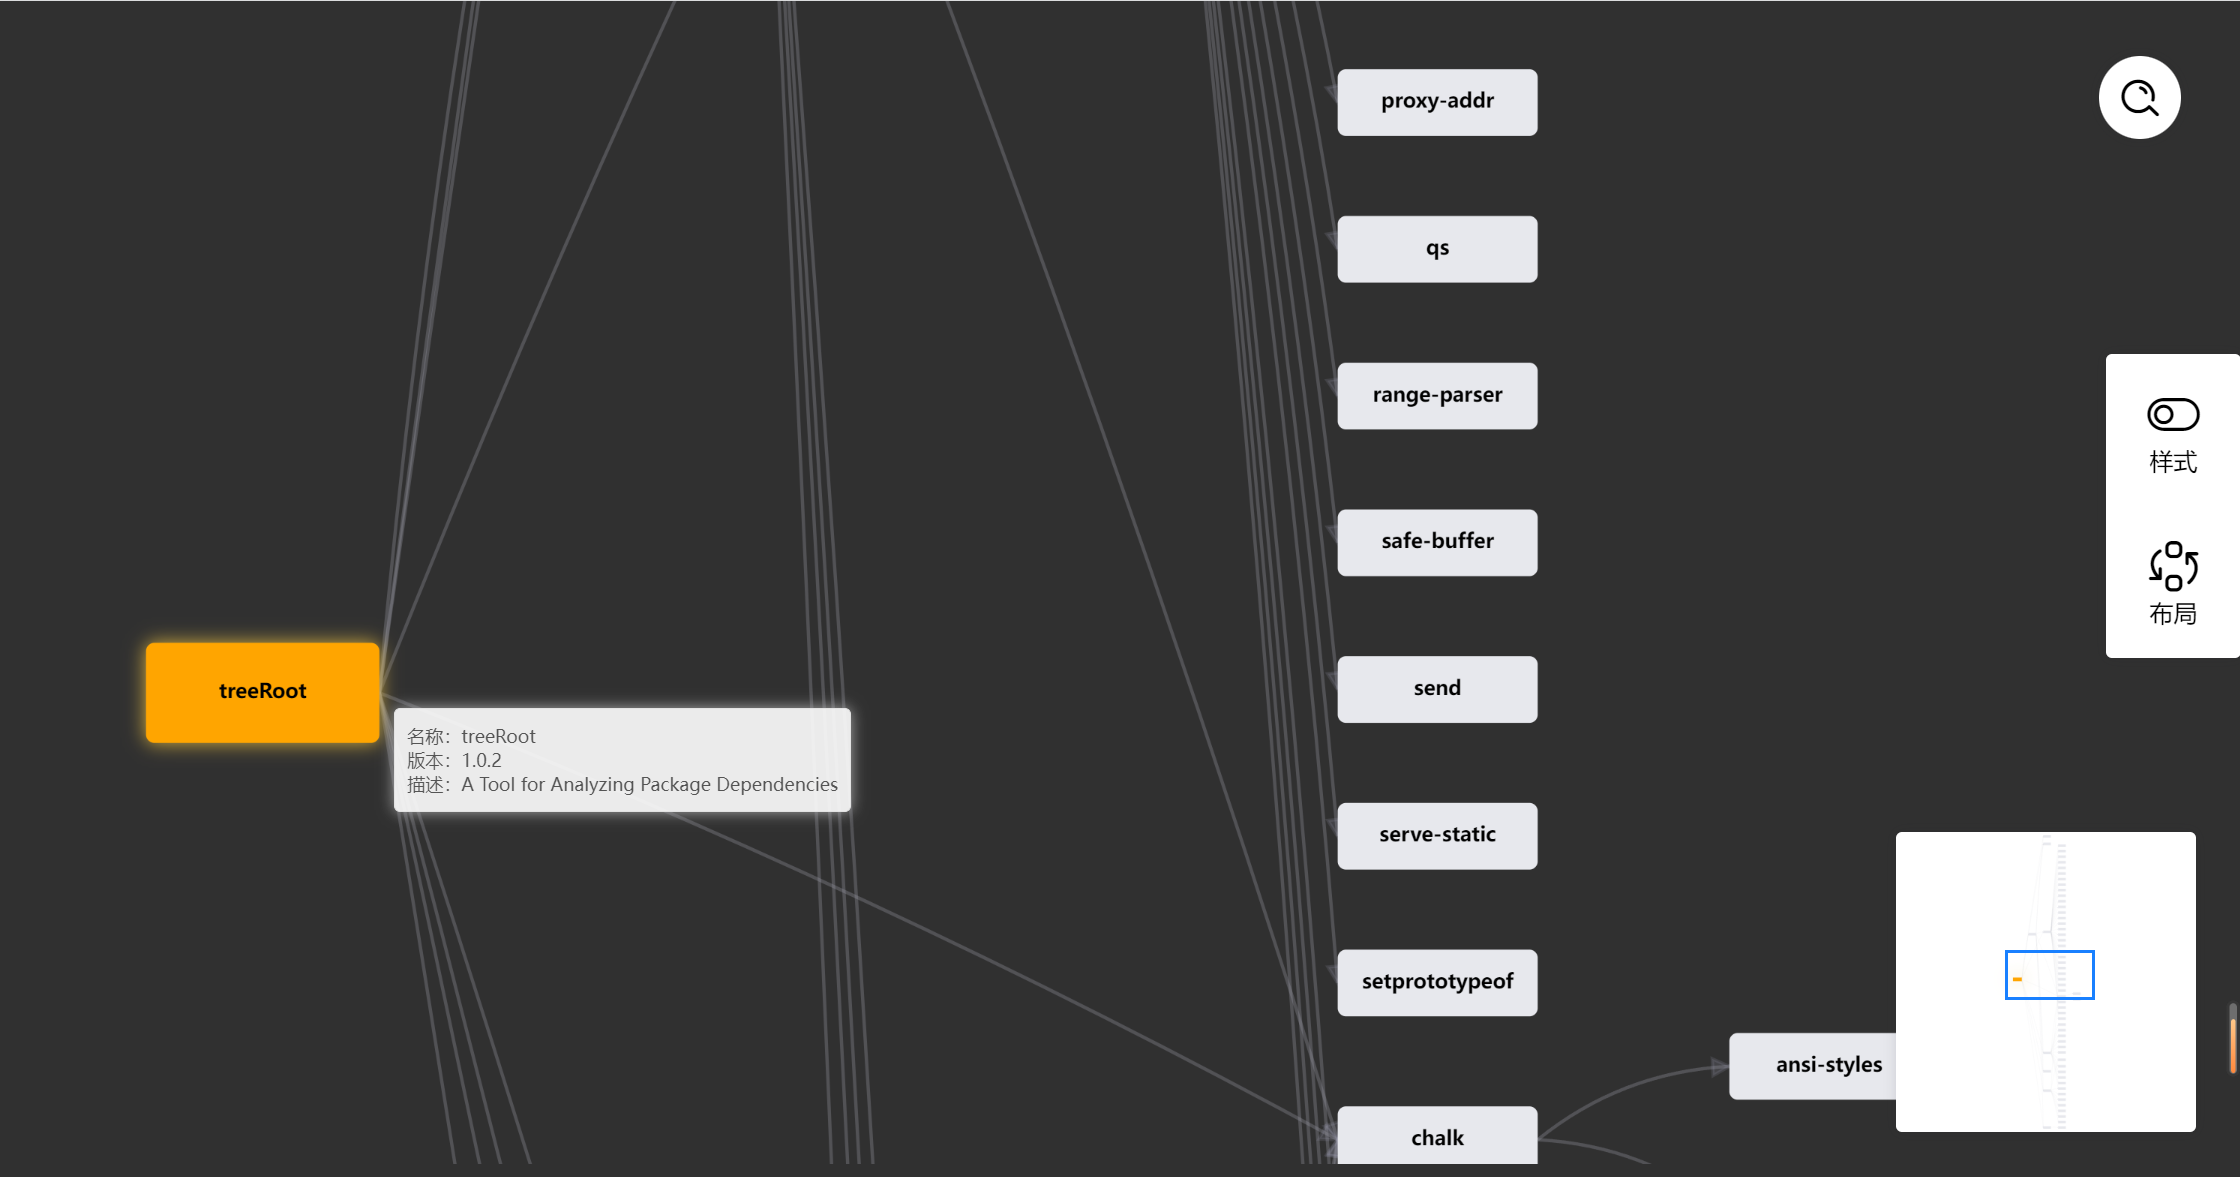 proxy-addr
qs
range-parser
样式
safe-buffer
布局
send
treeRoot
名称：treeRoot
版本：1.0.2
描述：A Tool for Analyzing Package Dependencies
serve-static
setprototypeof
ansi-styles
chalk